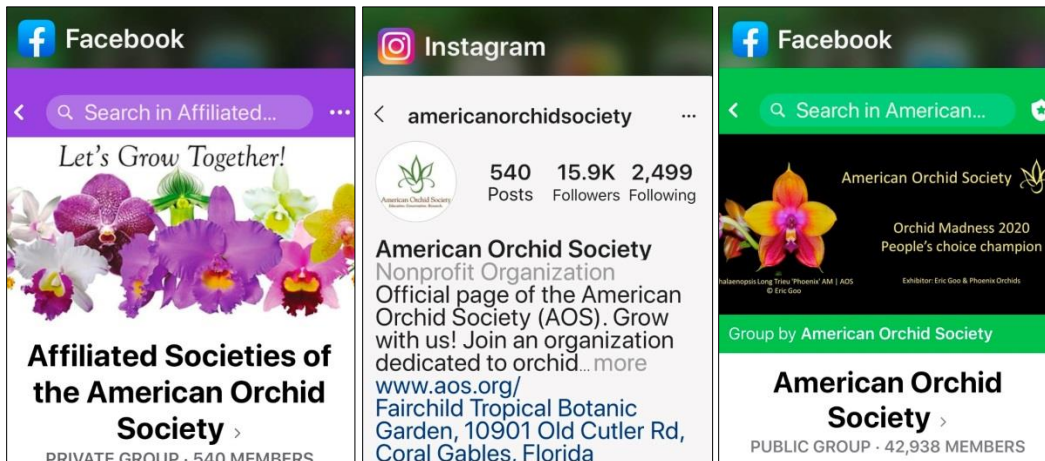 Facebook
Search in Affiliated...
Let's Grow Together!
Affiliated Societies of
the American Orchid
Society
PRIVATE GROUP · 540 MEMBERS
Instagram
americanorchidsociety
540 15.9K 2,499
Posts Followers Following
American Orchid Society
Education. Conservation. Research.
American Orchid Society
Nonprofit Organization
Official page of the American
Orchid Society (AOS). Grow
with us! Join an organization
dedicated to orchid... more
www.aos.org/
Fairchild Tropical Botanic
Garden, 10901 Old Cutler Rd,
Coral Gables, Florida
Facebook
Search in American...
American Orchid Society
Orchid Madness 2020
People's choice champion
halaenopsis Long Trieu 'Phoenix' AM | AOS
© Eric Goo
Exhibitor: Eric Goo & Phoenix Orchids
Group by American Orchid Society
American Orchid
Society
PUBLIC GROUP · 42,938 MEMBERS